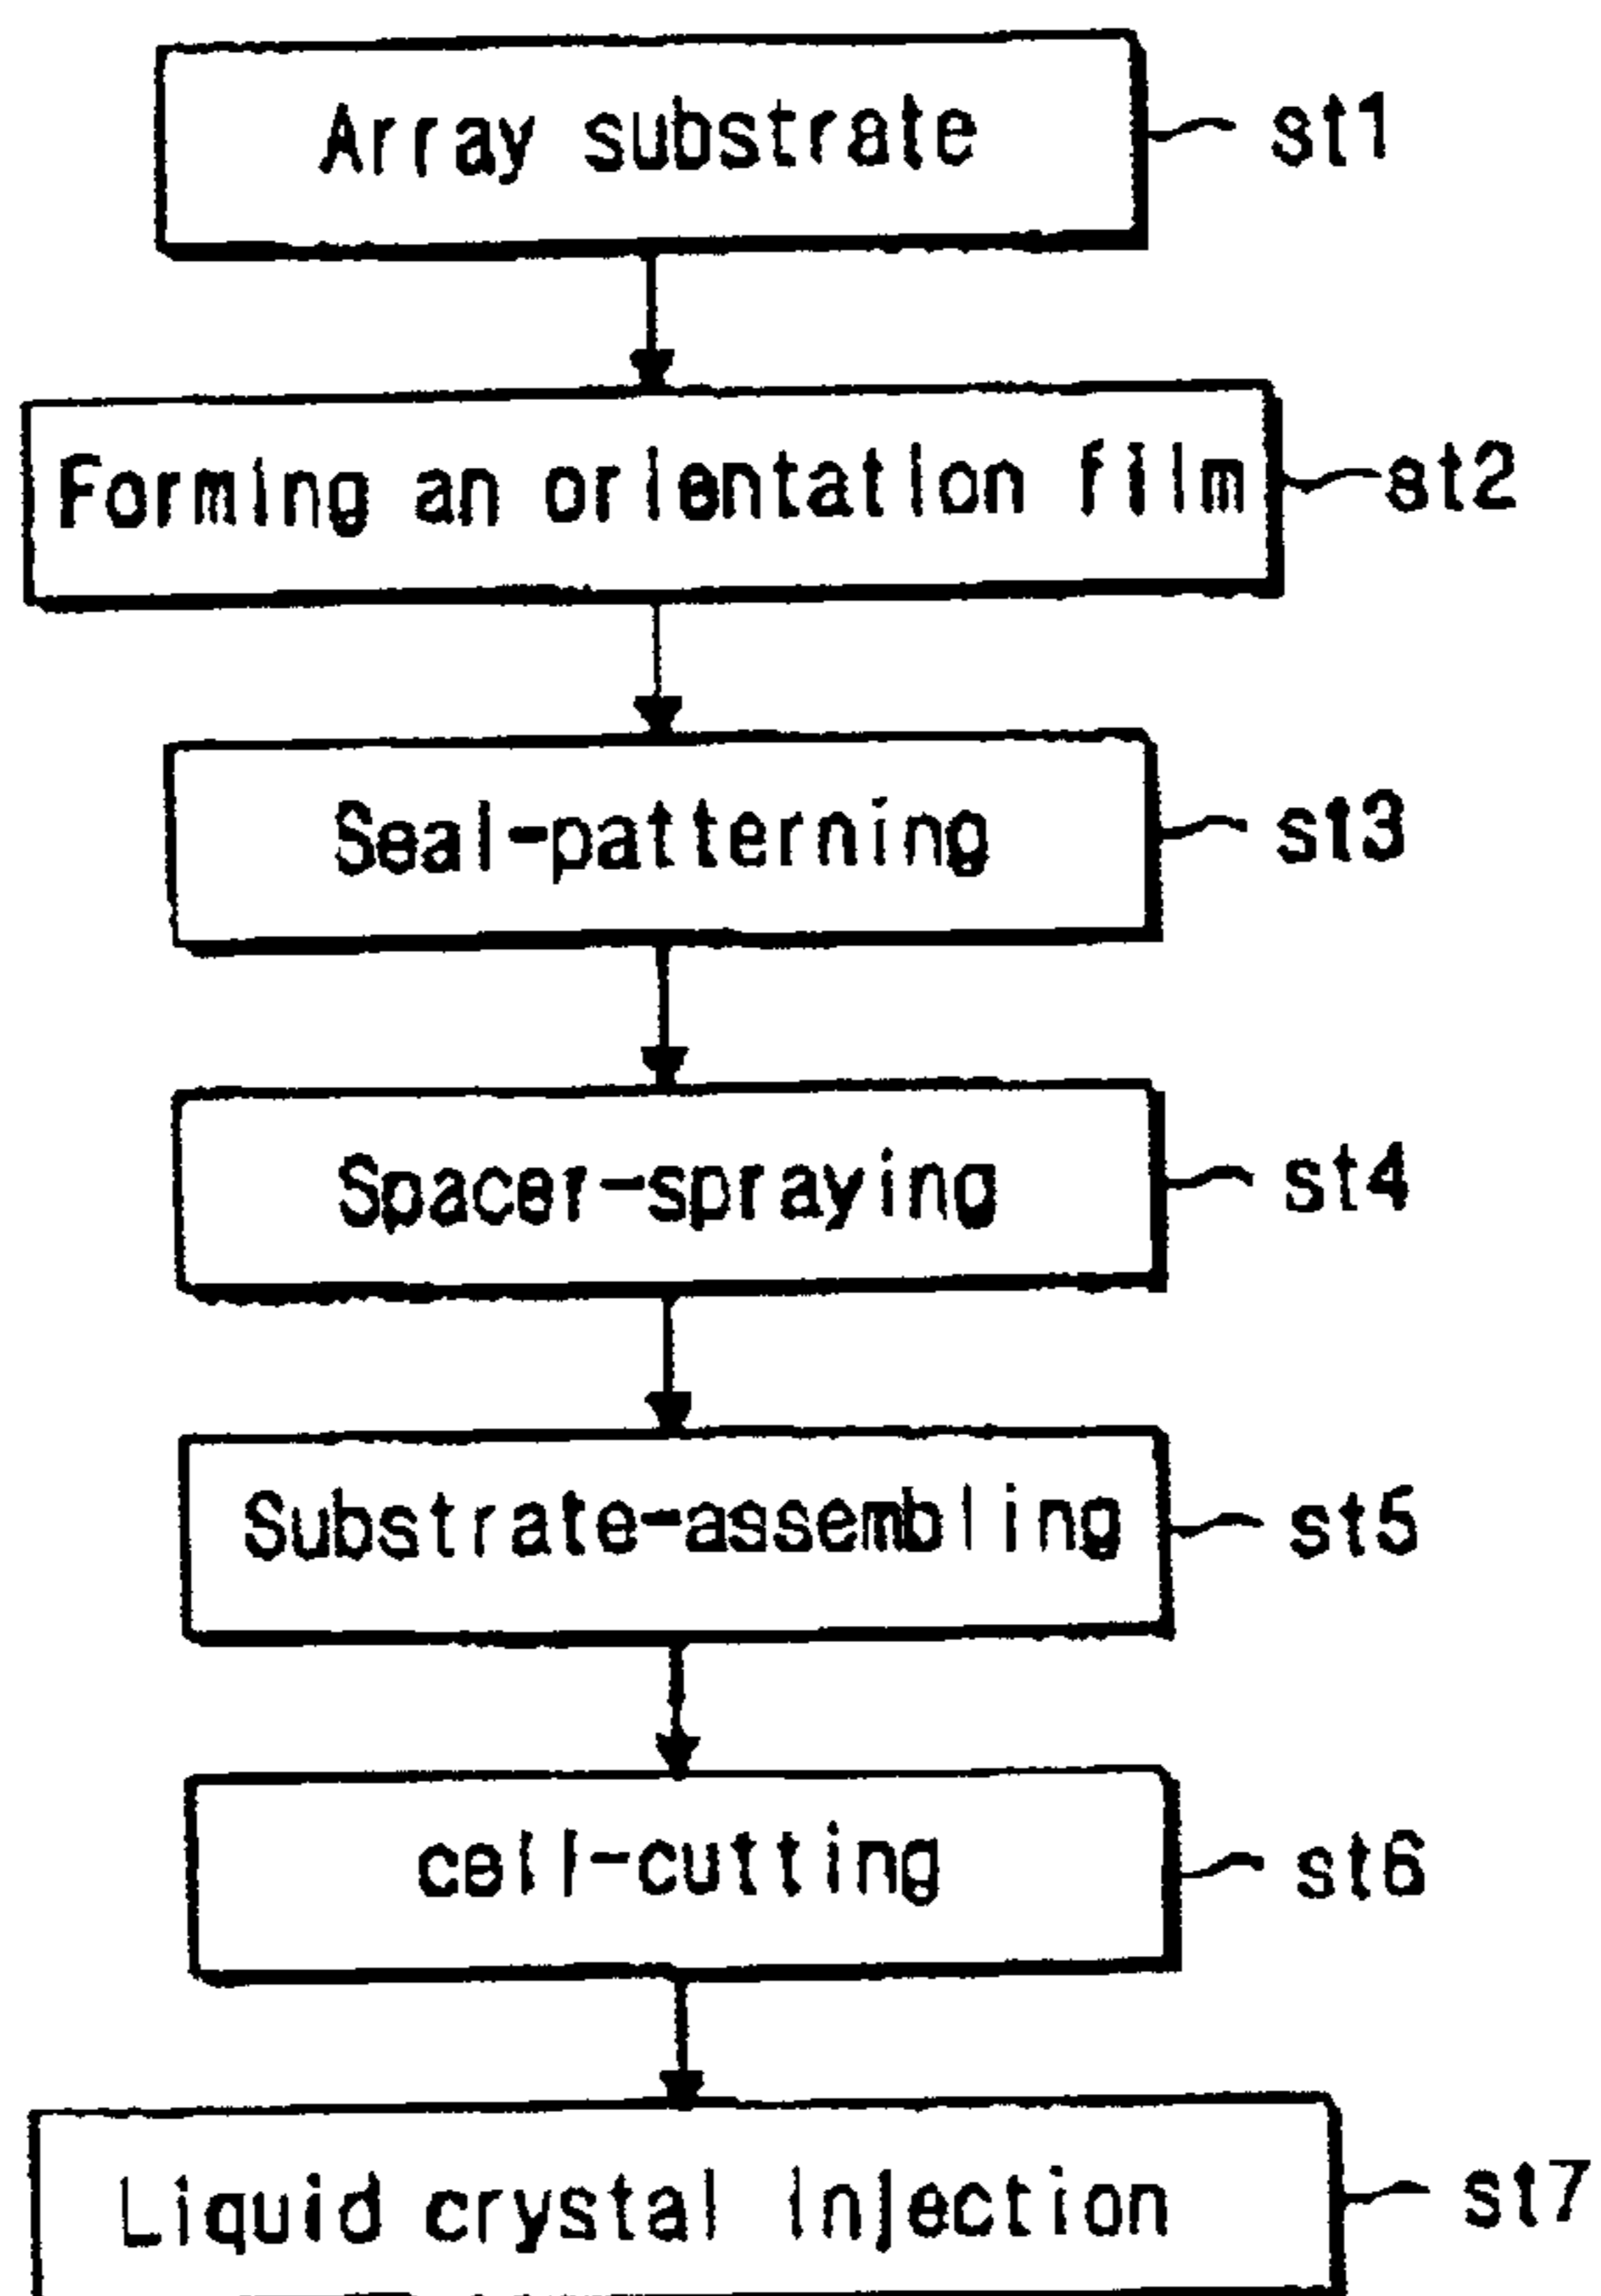 Array substrate st1
Forming an orientation film st2
Seal-patterning st3
Spacer-spraying st4
Substrate-assembling st5
cell-cutting st6
Liquid crystal Injection st7